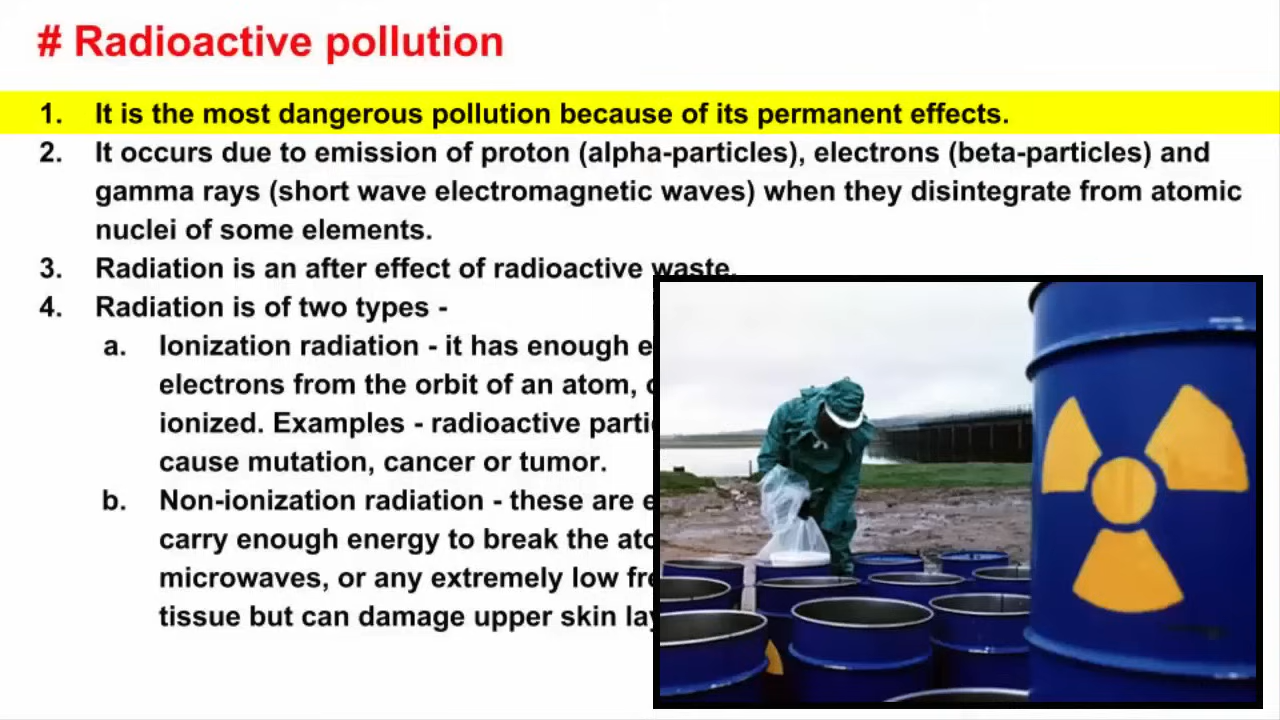 # Radioactive pollution
1. It is the most dangerous pollution because of its permanent effects.
2. It occurs due to emission of proton (alpha-particles), electrons (beta-particles) and
gamma rays (short wave electromagnetic waves) when they disintegrate from atomic
nuclei of some elements.
3. Radiation is an after effect of radioactive waste.
4. Radiation is of two types -
a. Ionization radiation - it has enough
electrons from the orbit of an atom,
ionized. Examples - radioactive
cause mutation, cancer or tumor.
b. Non-ionization radiation - these are
carry enough energy to break the
microwaves, or any extremely low
tissue but can damage upper skin